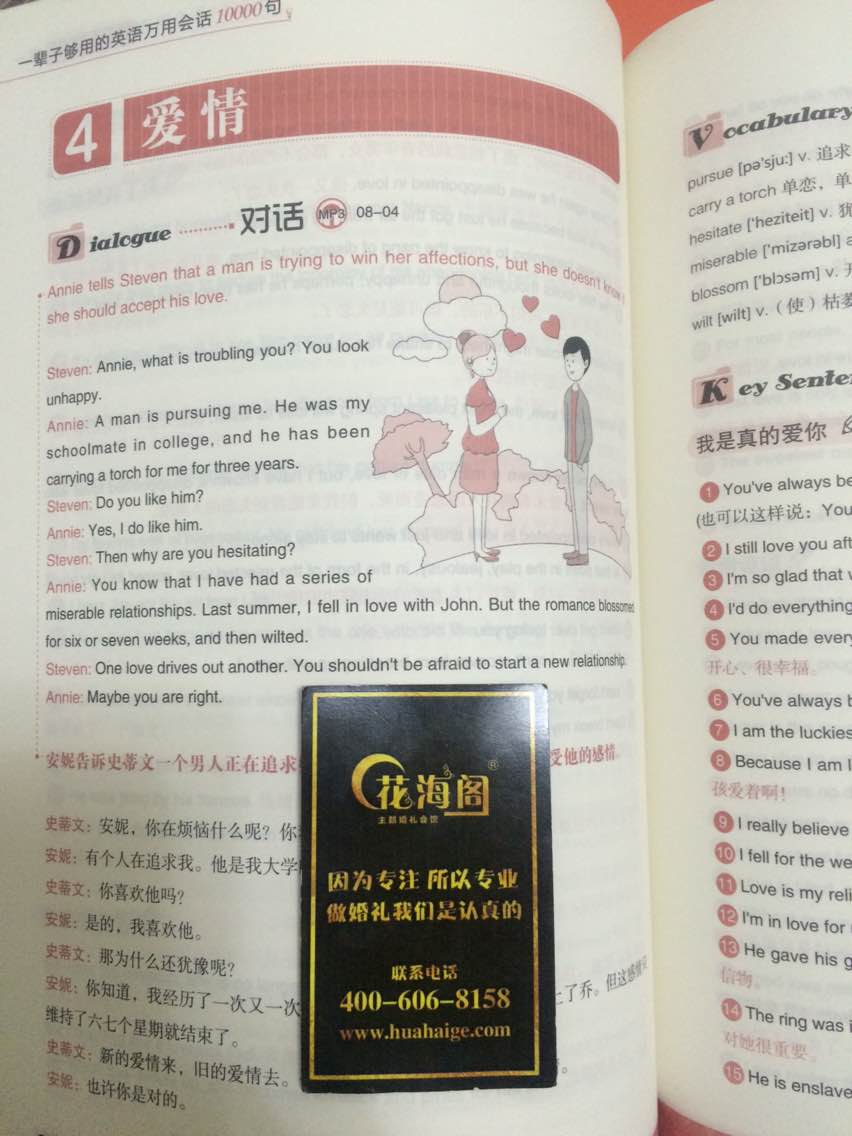 一辈子够用的英语万用会话10000句
4 爱情
Dialogue 对话 MP3 08-04
Annie tells Steven that a man is trying to win her affections, but she doesn't know
she should accept his love.
Steven: Annie, what is troubling you? You look
unhappy.
Annie: A man is pursuing me. He was my
schoolmate in college, and he has been
carrying a torch for me for three years.
Steven: Do you like him?
Annie: Yes, I do like him.
Steven: Then why are you hesitating?
Annie: You know that I have had a series of
miserable relationships. Last summer, I fell in love with John. But the romance blossomed
for six or seven weeks, and then wilted.
Steven: One love drives out another. You shouldn't be afraid to start a new relationship.
Annie: Maybe you are right.
安妮告诉史蒂文一个男人正在追求 受他的感情。
史蒂文：安妮，你在烦恼什么呢？你
安妮：有个人在追求我。他是我大学
史蒂文：你喜欢他吗？
安妮：是的，我喜欢他。
史蒂文：那为什么还犹豫呢？
安妮：你知道，我经历了一次又一次 上了乔。但这感情只
维持了六七个星期就结束了。
史蒂文：新的爱情来，旧的爱情去。
安妮：也许你是对的。
花海阁®
主题婚礼会馆
因为专注 所以专业
做婚礼我们是认真的
联系电话
400-606-8158
www.huahaige.com
Vocabulary
pursue [pə'sju:] v. 追求
carry a torch 单恋，单
hesitate ['heziteit] v. 犹
miserable ['mizərəbl] a
blossom ['blɔsəm] v. 开
wilt [wilt] v.（使）枯萎
Key Senten
我是真的爱你
1 You've always be
(也可以这样说：You
2 I still love you aft
3 I'm so glad that
4 I'd do everything
5 You made every
开心、很幸福。
6 You've always b
7 I am the luckies
8 Because I am l
孩爱着啊！
9 I really believe
10 I fell for the we
11 Love is my reli
12 I'm in love for
13 He gave his g
信物。
14 The ring was i
对她很重要。
15 He is enslave